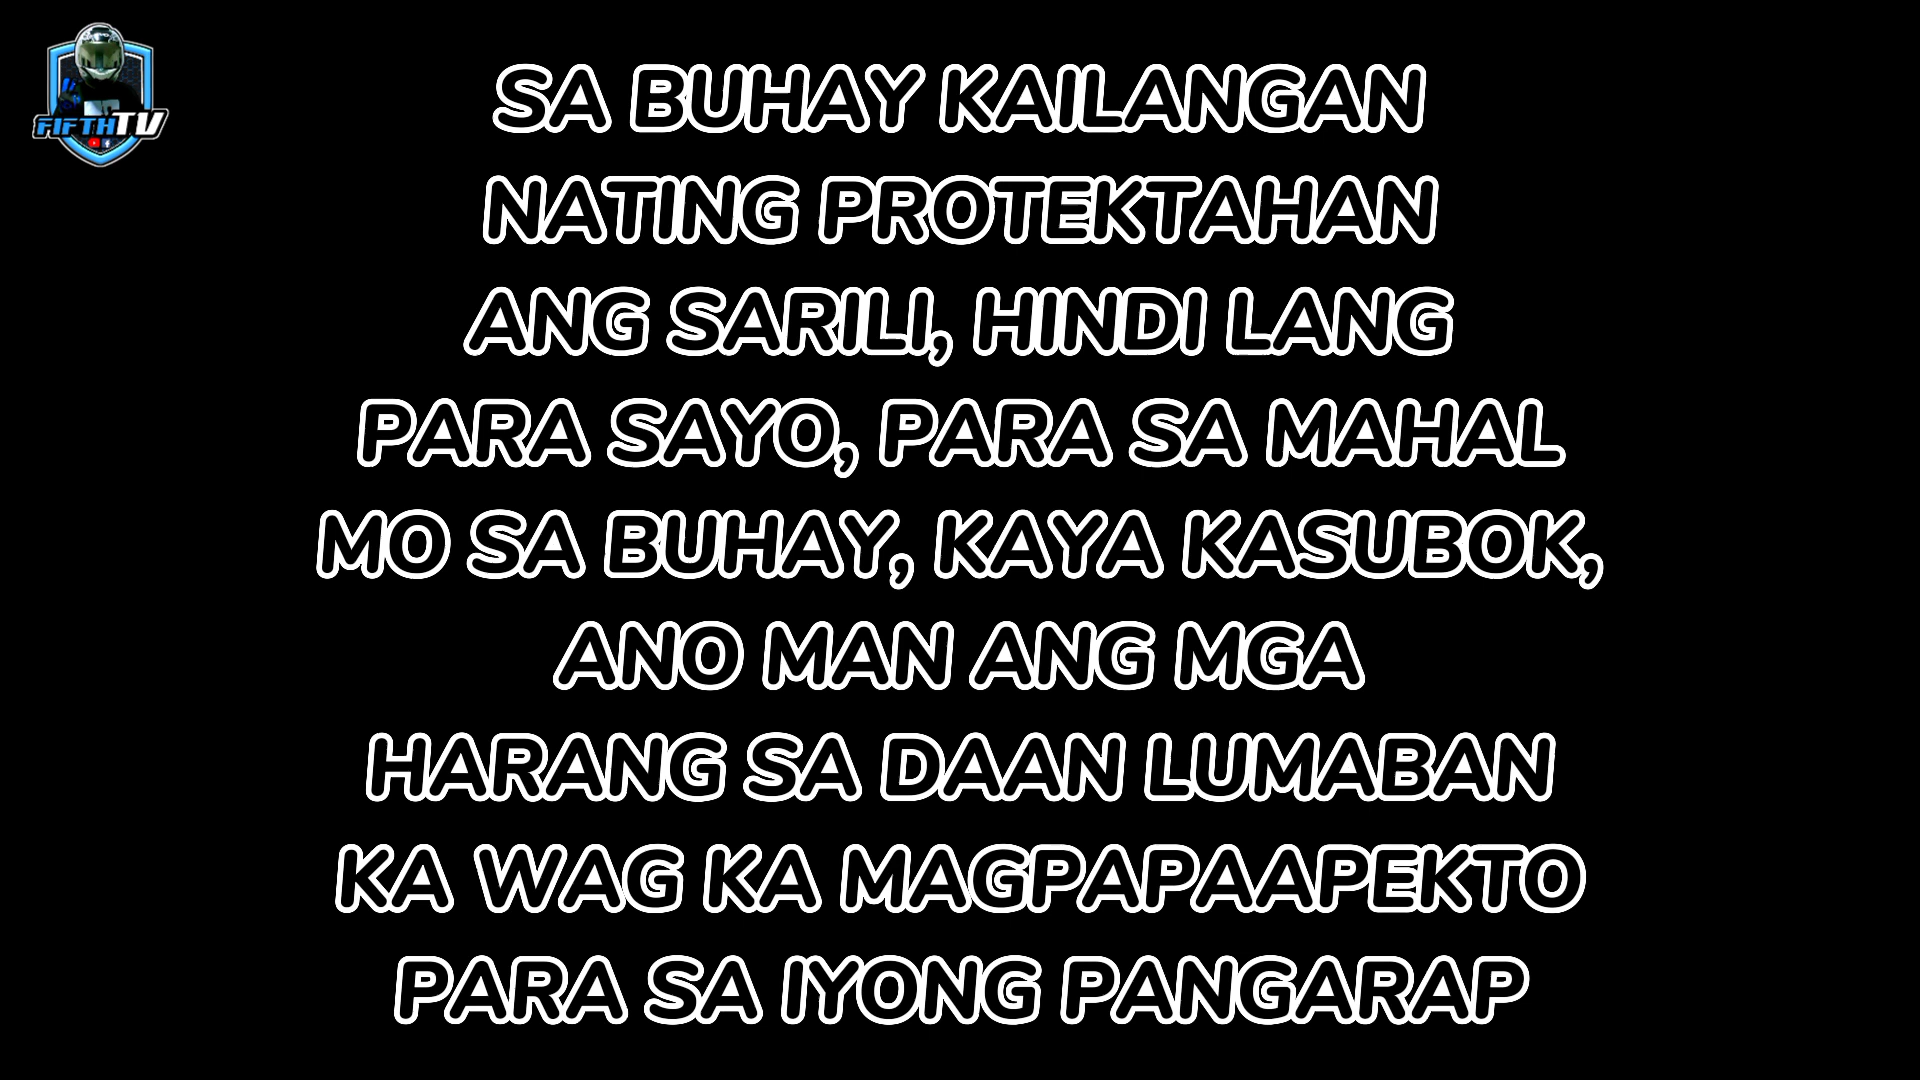 FIFTHTV
SA BUHAY KAILANGAN
NATING PROTEKTAHAN
ANG SARILI, HINDI LANG
PARA SAYO, PARA SA MAHAL
MO SA BUHAY, KAYA KASUBOK,
ANO MAN ANG MGA
HARANG SA DAAN LUMABAN
KA WAG KA MAGPAPAAPEKTO
PARA SA IYONG PANGARAP